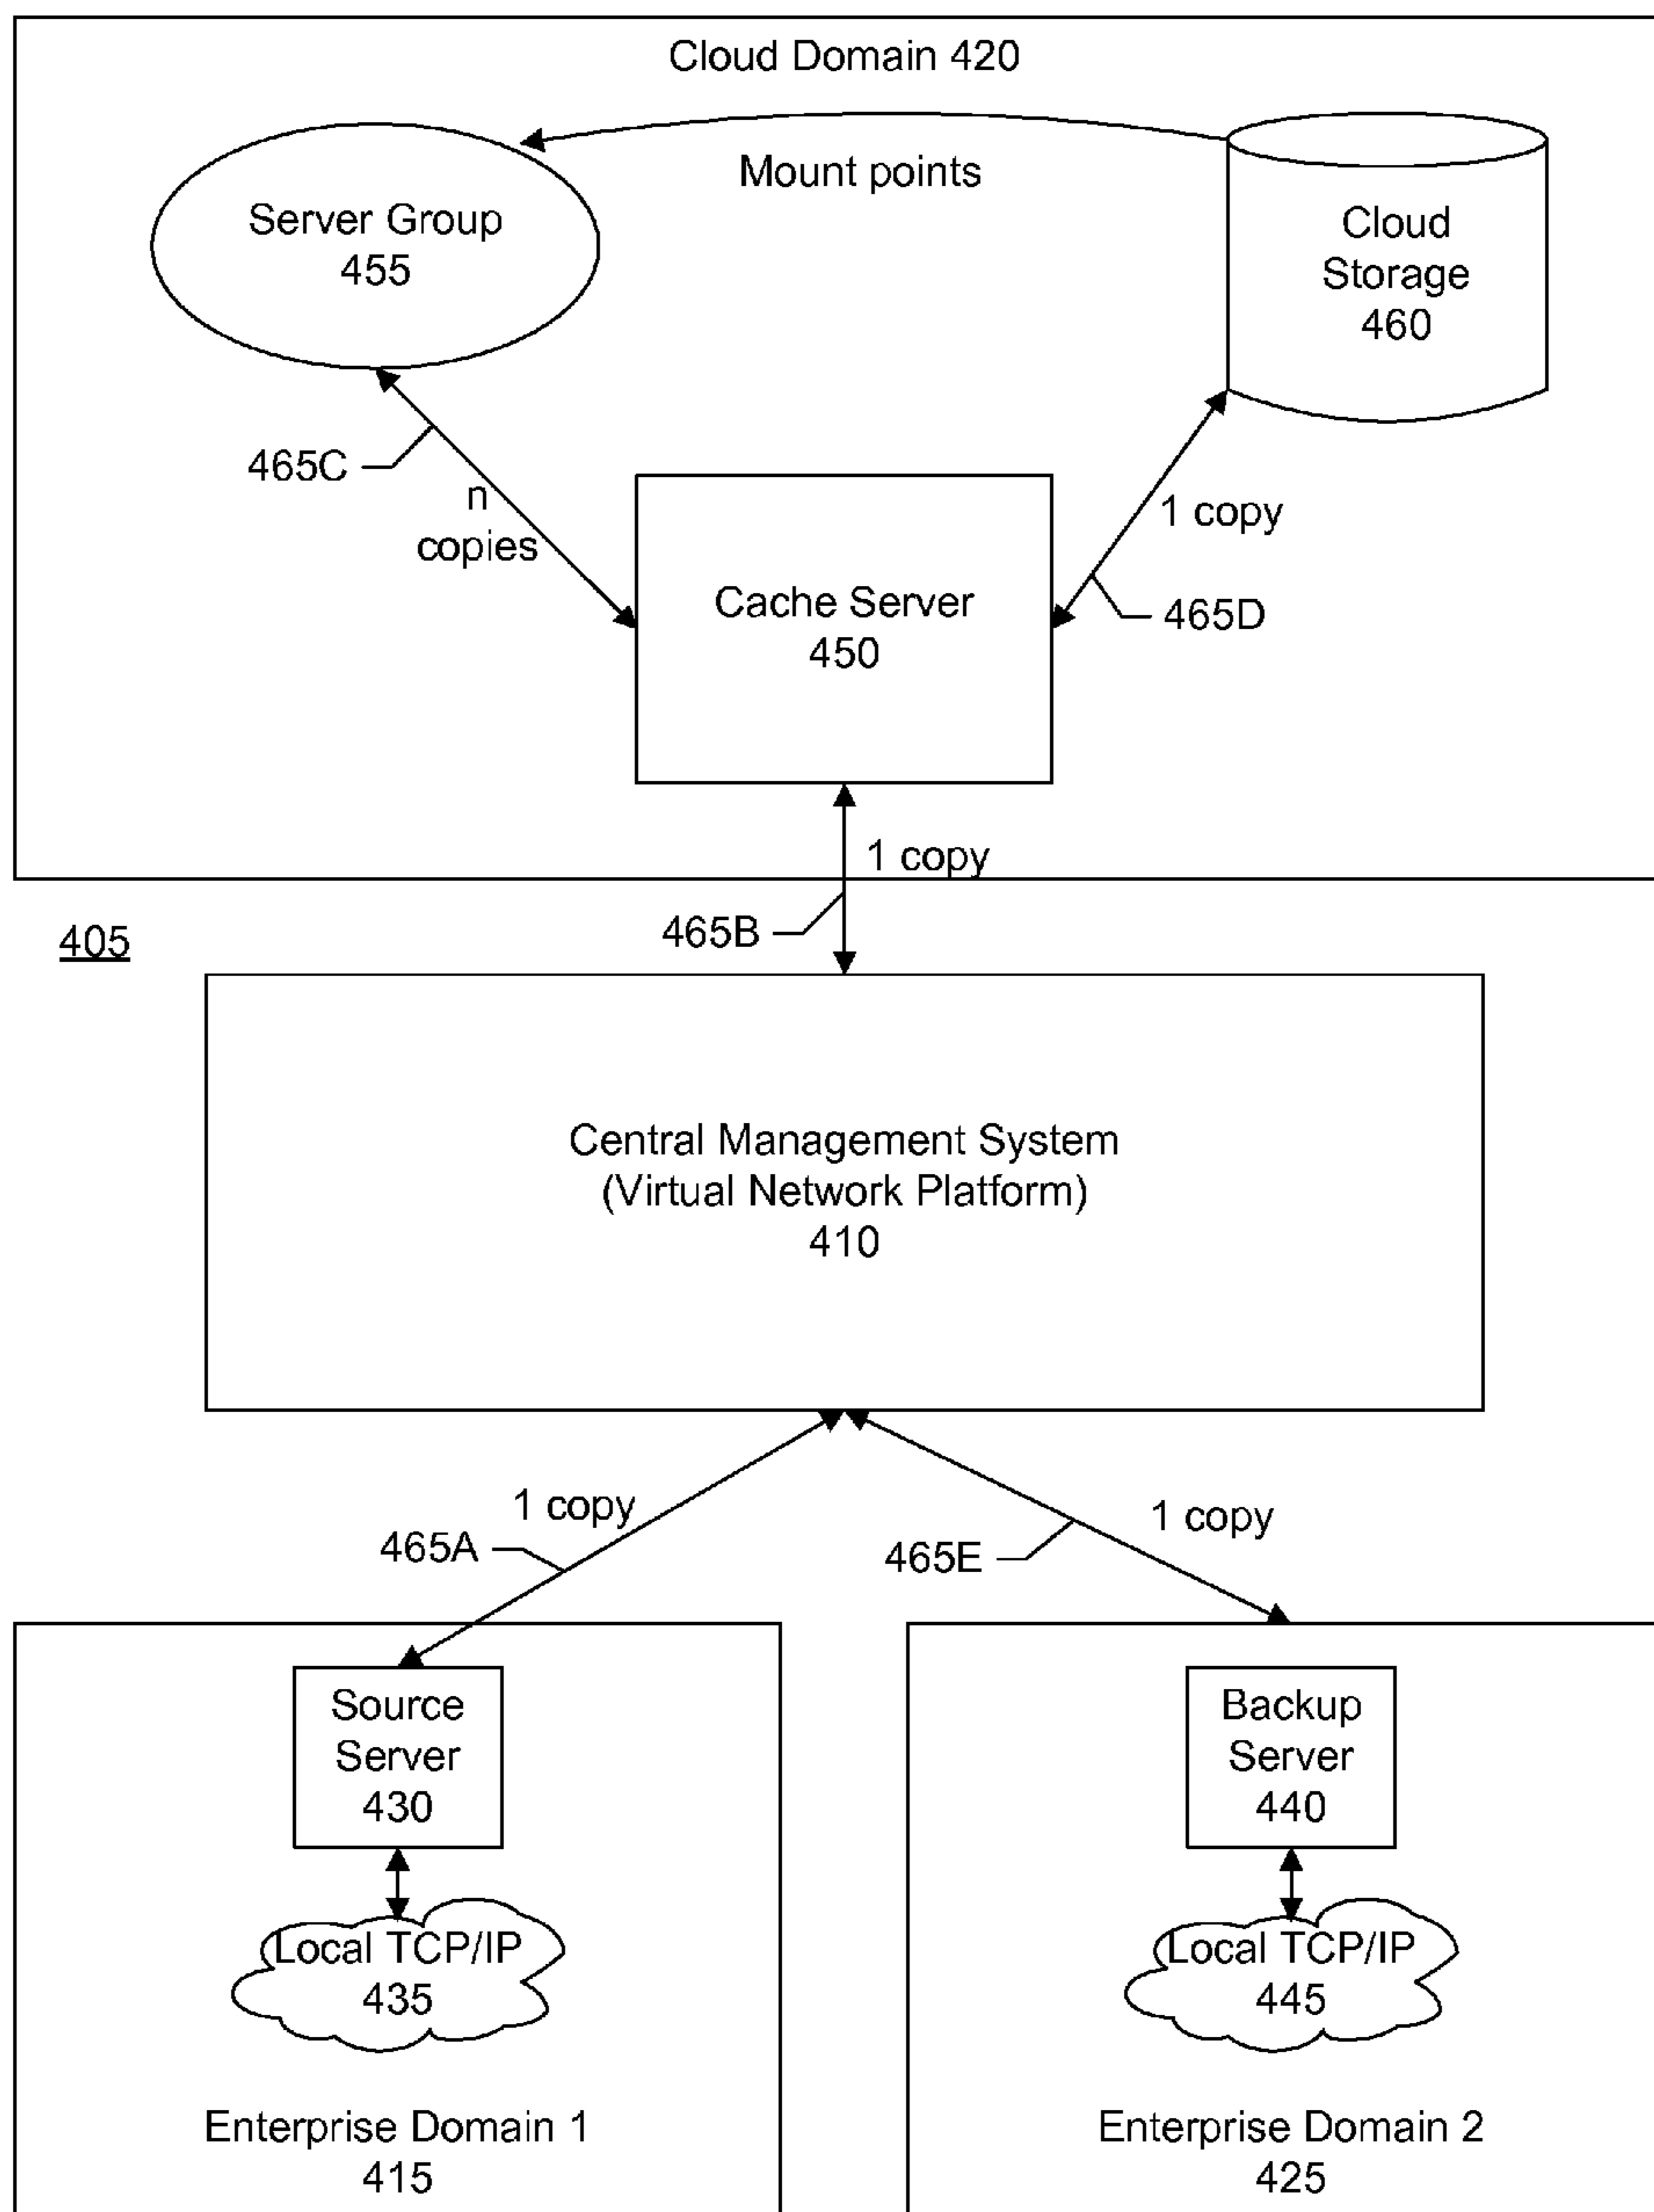 Cloud Domain 420
Mount points
Server Group
455
Cloud
Storage
460
465C
n
copies
1 copy
465D
Cache Server
450
1 copy
465B
405
Central Management System
(Virtual Network Platform)
410
1 copy
465A
1 copy
465E
Source
Server
430
Local TCP/IP
435
Enterprise Domain 1
415
Backup
Server
440
Local TCP/IP
445
Enterprise Domain 2
425